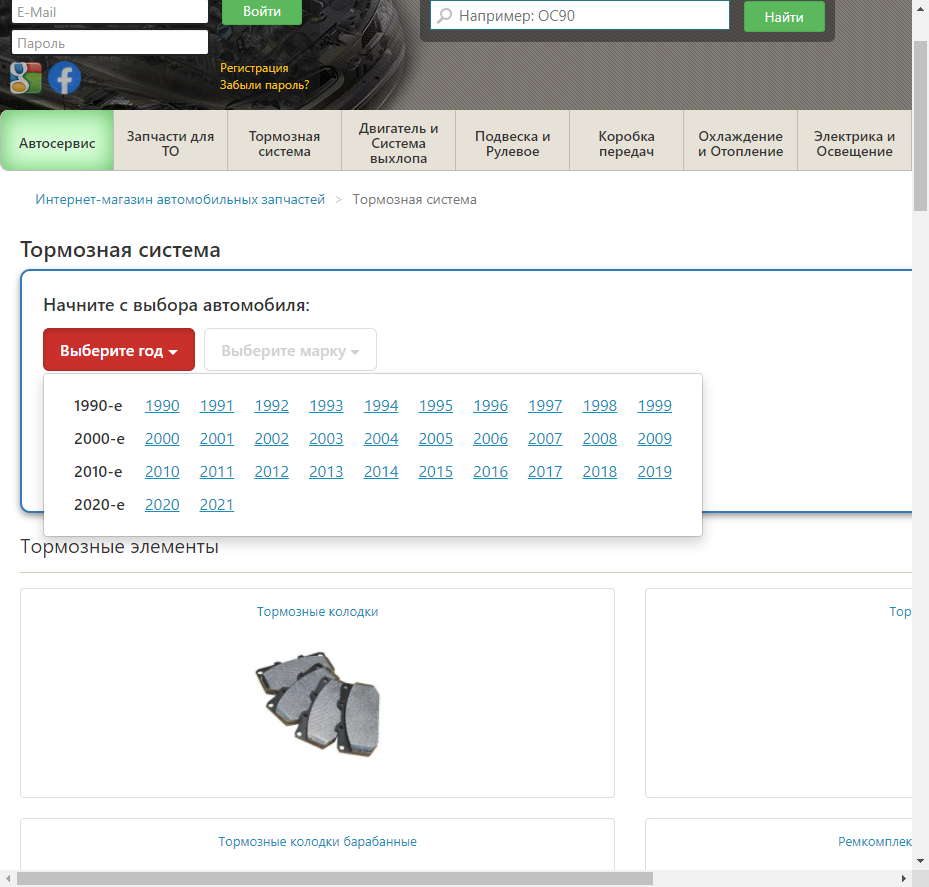 E-Mail
Войти
Например: OC90
Найти
Пароль
Регистрация
Забыли пароль?
Автосервис
Запчасти для
ТО
Тормозная
система
Двигатель и
Система
выхлопа
Подвеска и
Рулевое
Коробка
передач
Охлаждение
и Отопление
Электрика и
Освещение
Интернет-магазин автомобильных запчастей > Тормозная система
Тормозная система
Начните с выбора автомобиля:
Выберите год
Выберите марку
1990-е 1990 1991 1992 1993 1994 1995 1996 1997 1998 1999
2000-е 2000 2001 2002 2003 2004 2005 2006 2007 2008 2009
2010-е 2010 2011 2012 2013 2014 2015 2016 2017 2018 2019
2020-е 2020 2021
Тормозные элементы
Тормозные колодки
Тор
Тормозные колодки барабанные
Ремкомплек